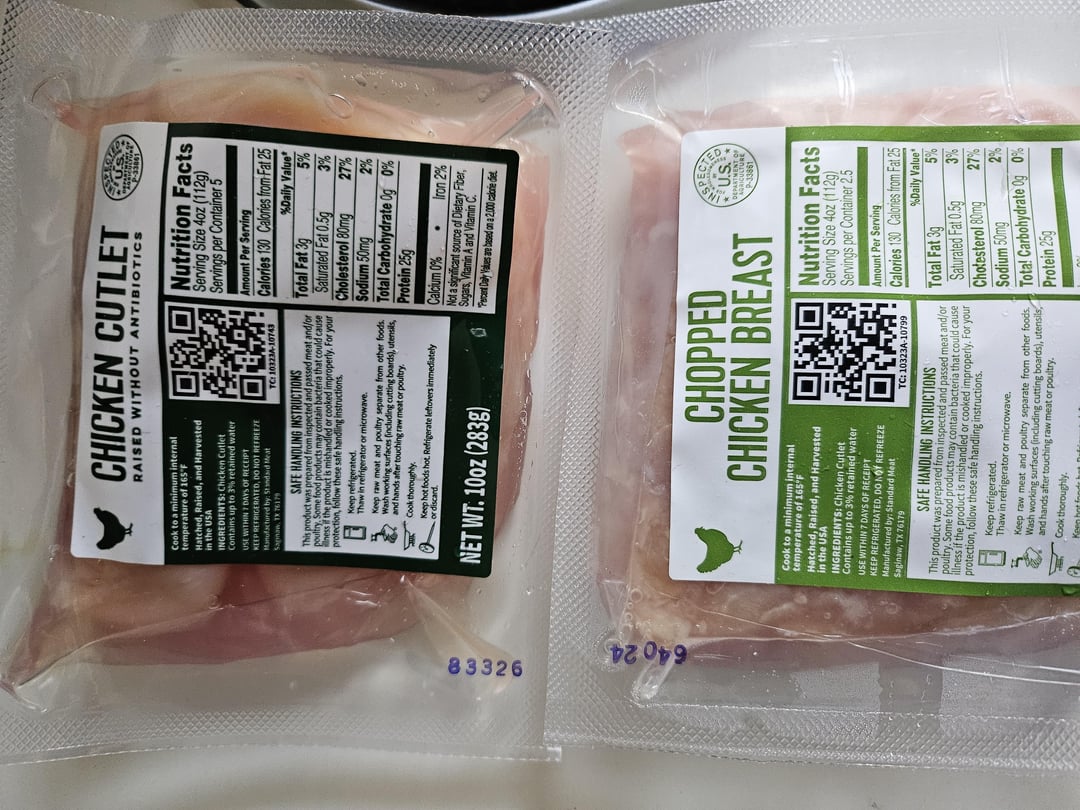 CHICKEN CUTLET
RAISED WITHOUT ANTIBIOTICS
INSPECTED
U.S.
DEPARTMENT OF
AGRICULTURE
P-33861
Cook to a minimum internal
temperature of 165°F
Hatched, Raised, and Harvested
in the USA
INGREDIENTS: Chicken Cutlet
Contains up to 3% retained water
USE WITHIN 7 DAYS OF RECEIPT
KEEP REFRIGERATED, DO NOT REFREEZE
Manufactured by: Standard Meat
Saginaw, TX 76179
TC: 10323A-10743
Nutrition Facts
Serving Size 4oz (112g)
Servings per Container 5
Amount Per Serving
Calories 130 Calories from Fat 25
%Daily Value*
Total Fat 3g 5%
Saturated Fat 0.5g 3%
Cholesterol 80mg 27%
Sodium 50mg 2%
Total Carbohydrate 0g 0%
Protein 25g
Calcium 0% • Iron 2%
Not a significant source of Dietary Fiber,
Sugars, Vitamin A and Vitamin C.
*Percent Daily Values are based on a 2,000 calorie diet.
SAFE HANDLING INSTRUCTIONS
This product was prepared from inspected and passed meat and/or
poultry. Some food products may contain bacteria that could cause
illness if the product is mishandled or cooked improperly. For your
protection, follow these safe handling instructions.
Keep refrigerated.
Thaw in refrigerator or microwave.
Keep raw meat and poultry separate from other foods.
Wash working surfaces (including cutting boards), utensils,
and hands after touching raw meat or poultry.
Cook thoroughly.
Keep hot foods hot. Refrigerate leftovers immediately
or discard.
NET WT. 10oz (283g)
83326
CHOPPED
CHICKEN BREAST
INSPECTED
U.S.
DEPARTMENT OF
AGRICULTURE
P-33861
Cook to a minimum internal
temperature of 165°F
Hatched, Raised, and Harvested
in the USA
INGREDIENTS: Chicken Cutlet
Contains up to 3% retained water
USE WITHIN 7 DAYS OF RECEIPT
KEEP REFRIGERATED, DO NOT REFREEZE
Manufactured by: Standard Meat
Saginaw, TX 76179
TC: 10323A-10799
Nutrition Facts
Serving Size 4oz (112g)
Servings per Container 2.5
Amount Per Serving
Calories 130 Calories from Fat 25
%Daily Value*
Total Fat 3g 5%
Saturated Fat 0.5g 3%
Cholesterol 80mg 27%
Sodium 50mg 2%
Total Carbohydrate 0g 0%
Protein 25g
SAFE HANDLING INSTRUCTIONS
This product was prepared from inspected and passed meat and/or
poultry. Some food products may contain bacteria that could cause
illness if the product is mishandled or cooked improperly. For your
protection, follow these safe handling instructions.
Keep refrigerated.
Thaw in refrigerator or microwave.
Keep raw meat and poultry separate from other foods.
Wash working surfaces (including cutting boards), utensils,
and hands after touching raw meat or poultry.
Cook thoroughly.
64024